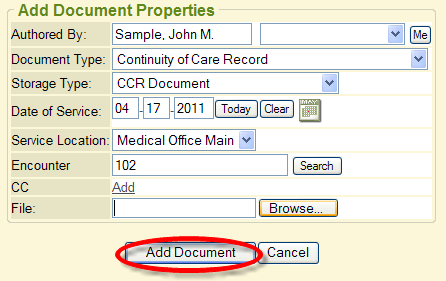 Add Document Properties
Authored By: Sample, John M. Me
Document Type: Continuity of Care Record
Storage Type: CCR Document
Date of Service: 04 - 17 - 2011 Today Clear MAY
Service Location: Medical Office Main
Encounter 102 Search
CC Add
File: Browse...
Add Document Cancel